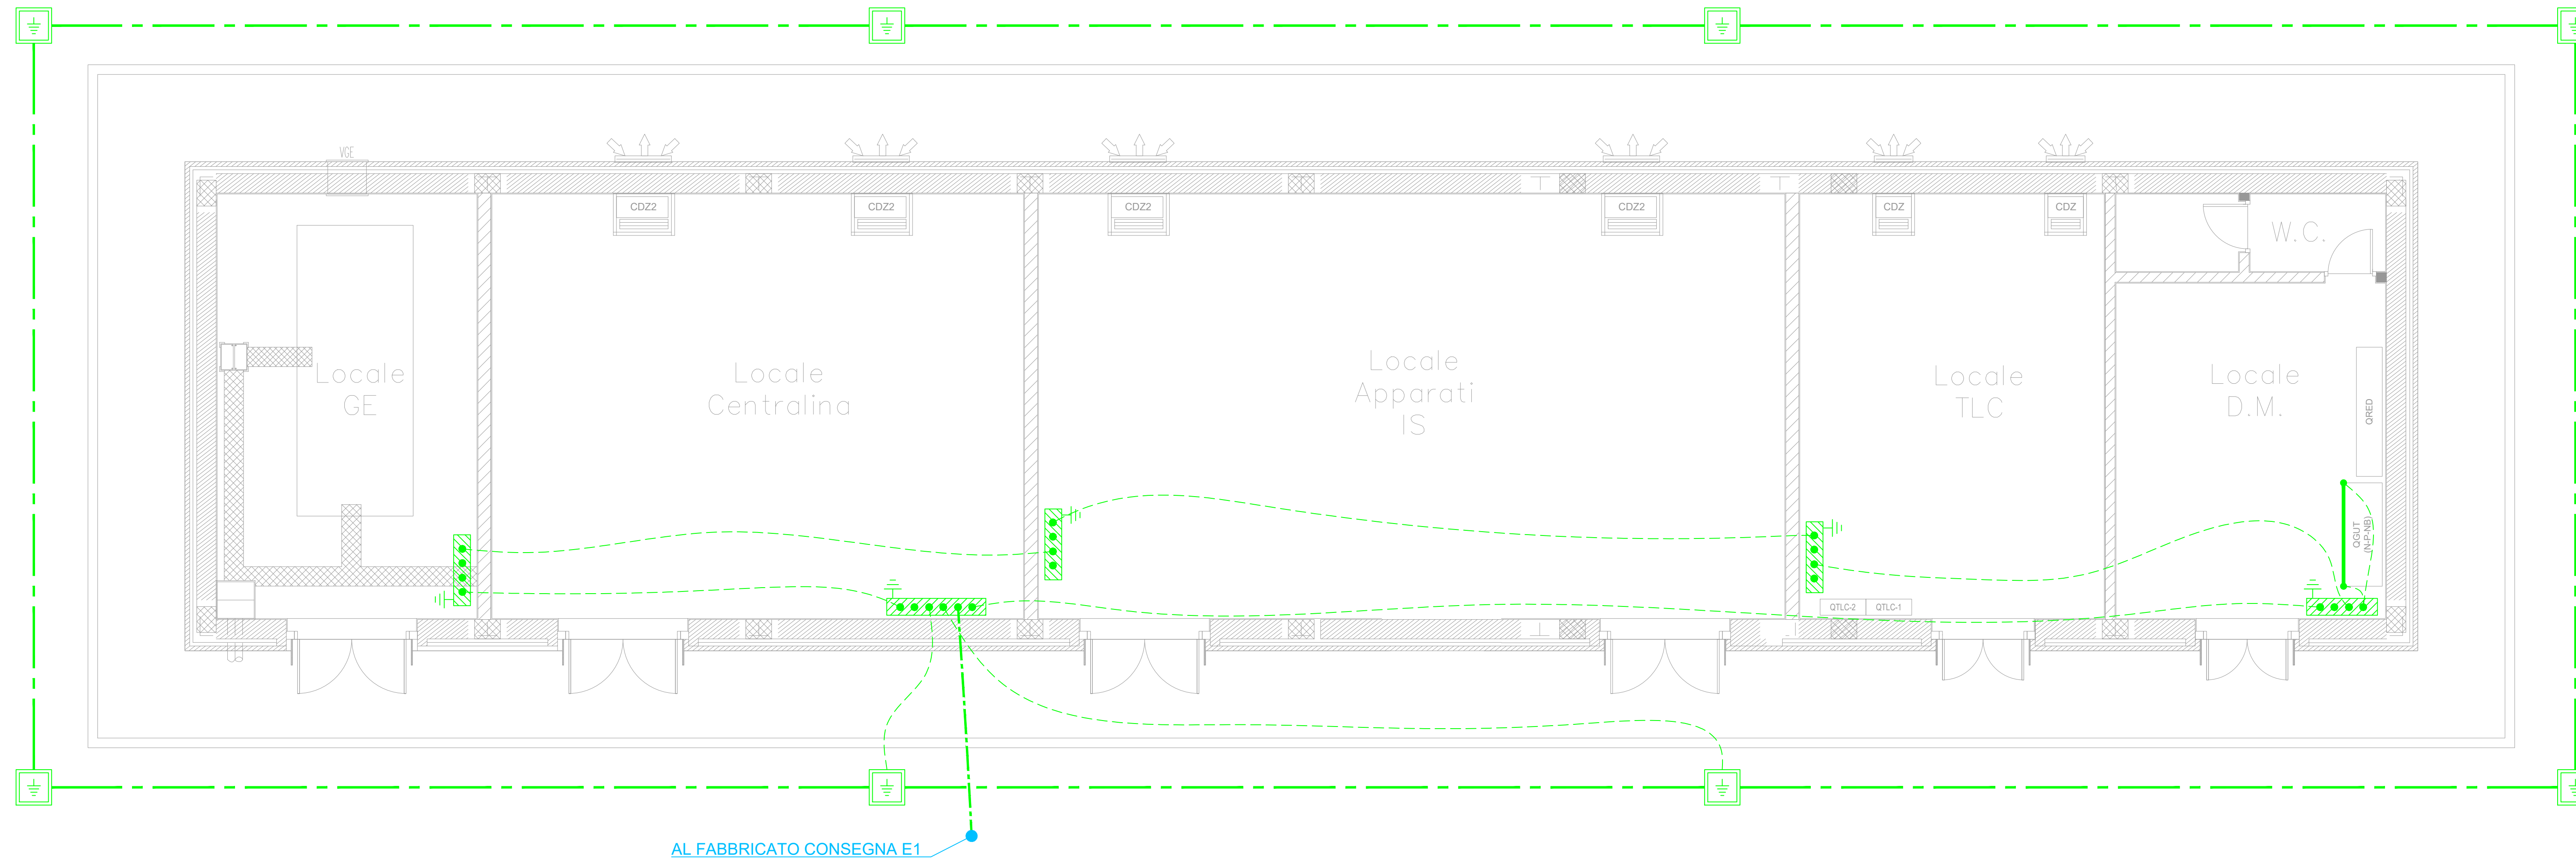 VGE
CDZ2
CDZ2
CDZ2
CDZ2
CDZ
CDZ
W.C.
Locale
GE
Locale
Centralina
Locale
Apparati
IS
Locale
TLC
Locale
D.M.
QRED
QGUT
(N-P-NB)
QTLC-2
QTLC-1
AL FABBRICATO CONSEGNA E1